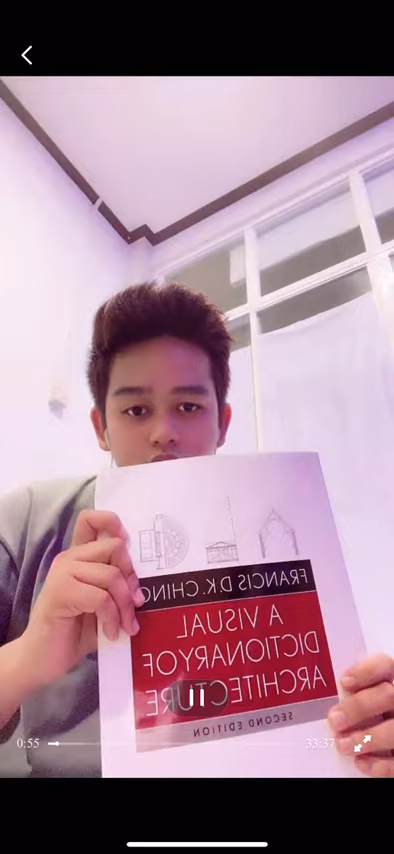 FRANCIS D.K. CHING
A VISUAL
DICTIONARY OF
ARCHITECTURE
SECOND EDITION
0:55
33:37